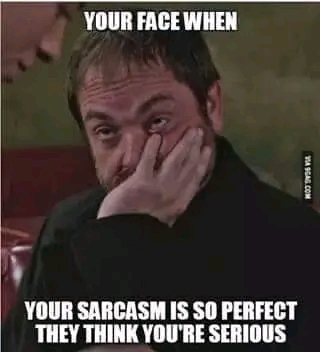 YOUR FACE WHEN
VIA 9GAG.COM
YOUR SARCASM IS SO PERFECT
THEY THINK YOU'RE SERIOUS